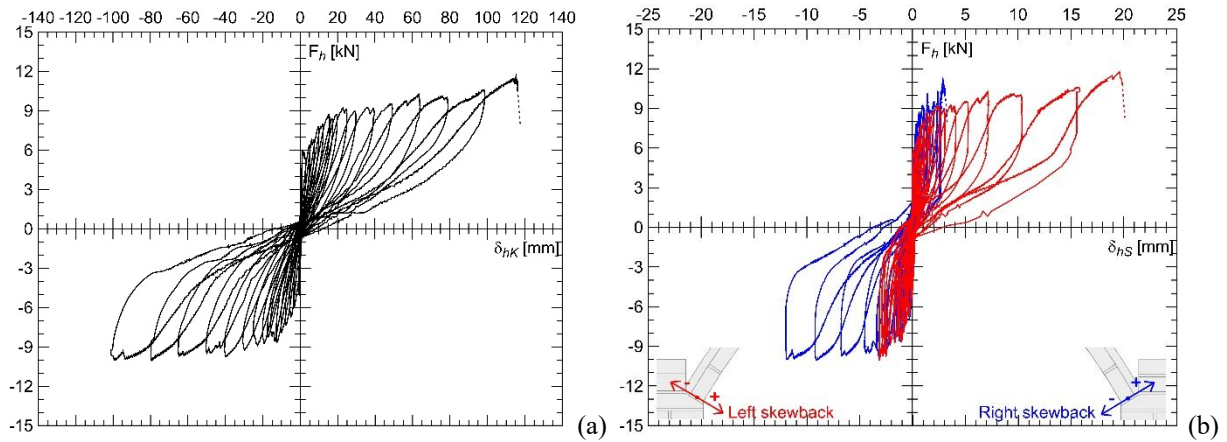 -140 -120 -100 -80 -60 -40 -20 0 20 40 60 80 100 120 140
15
12
9
6
3
0
-3
-6
-9
-12
-15
F_h [kN]
δ_hK [mm]
(a)
-25 -20 -15 -10 -5 0 5 10 15 20 25
15
12
9
6
3
0
-3
-6
-9
-12
-15
F_h [kN]
δ_hS [mm]
- +
Left skewback
+ -
Right skewback
(b)